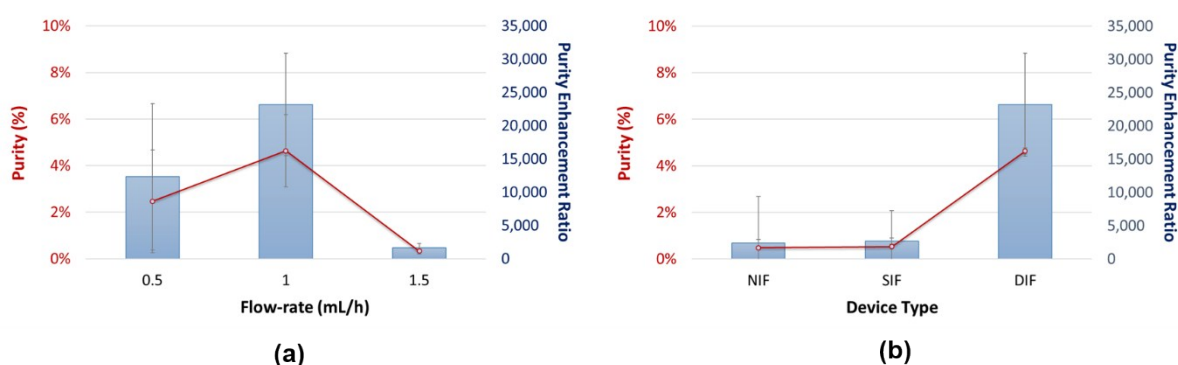 10%
8%
6%
4%
2%
0%
Purity (%)
35,000
30,000
25,000
20,000
15,000
10,000
5,000
0
Purity Enhancement Ratio
0.5 1 1.5
Flow-rate (mL/h)
(a)
10%
8%
6%
4%
2%
0%
Purity (%)
35,000
30,000
25,000
20,000
15,000
10,000
5,000
0
Purity Enhancement Ratio
NIF SIF DIF
Device Type
(b)